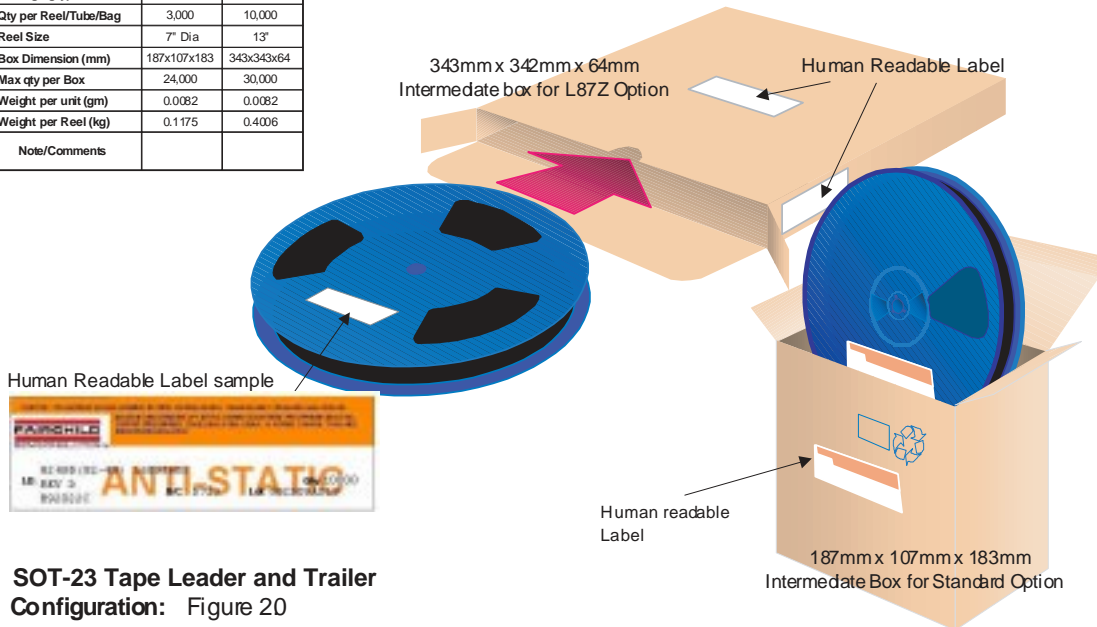 Qty per Reel/Tube/Bag 3,000 10,000
Reel Size 7" Dia 13"
Box Dimension (mm) 187x107x183 343x343x64
Max qty per Box 24,000 30,000
Weight per unit (gm) 0.0082 0.0082
Weight per Reel (kg) 0.1175 0.4006
Note/Comments
343mm x 342mm x 64mm
Intermediate box for L87Z Option
Human Readable Label
Human Readable Label sample
FAIRCHILD
ANTI-STATIC
Human readable
Label
187mm x 107mm x 183mm
Intermediate Box for Standard Option
SOT-23 Tape Leader and Trailer
Configuration: Figure 2.0